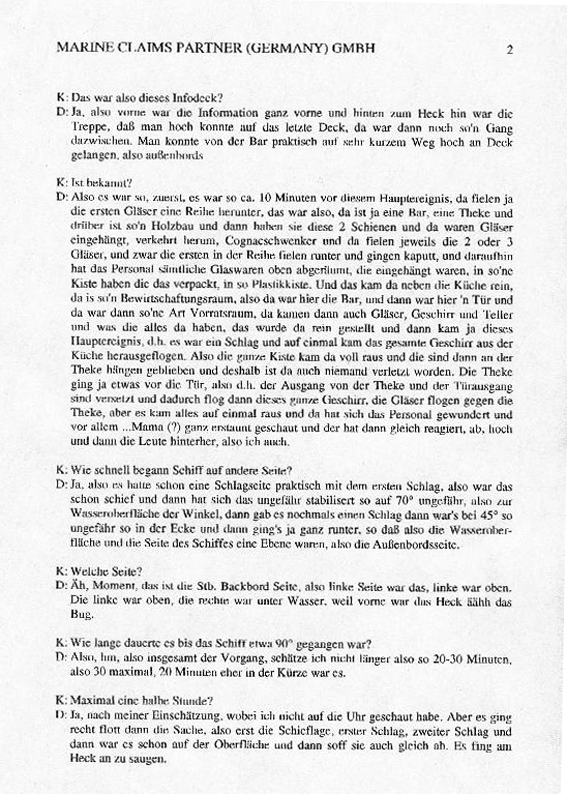 MARINE CLAIMS PARTNER (GERMANY) GMBH 2
K: Das war also dieses Infodeck?
D: Ja, also vorne war die Information ganz vorne und hinten zum Heck hin war die
Treppe, daß man hoch konnte auf das letzte Deck, da war dann noch so'n Gang
dazwischen. Man konnte von der Bar praktisch auf sehr kurzem Weg hoch an Deck
gelangen, also außenbords
K: Ist bekannt?
D: Also es war so, zuerst, es war so ca. 10 Minuten vor diesem Hauptereignis, da fielen ja
die ersten Gläser eine Reihe herunter, das war also, da ist ja eine Bar, eine Theke und
drüber ist so'n Holzbau und dann haben sie diese 2 Schienen und da waren Gläser
eingehängt, verkehrt herum, Cognacschwenker und da fielen jeweils die 2 oder 3
Gläser, und zwar die ersten in der Reihe fielen runter und gingen kaputt, und daraufhin
hat das Personal sämtliche Glaswaren oben abgeräumt, die eingehängt waren, in so'ne
Kiste haben die das verpackt, in so Plastikkiste. Und das kam da neben die Küche rein,
da is so'n Bewirtschaftungsraum, also da war hier die Bar, und dann war hier 'n Tür und
da war dann so'ne Art Vorratsraum, da kamen dann auch Gläser, Geschirr und Teller
und was die alles da haben, das wurde da rein gestellt und dann kam ja dieses
Hauptereignis, d.h. es war ein Schlag und auf einmal kam das gesamte Geschirr aus der
Küche herausgeflogen. Also die ganze Kiste kam da voll raus und die sind dann an der
Theke hängen geblieben und deshalb ist da auch niemand verletzt worden. Die Theke
ging ja etwas vor die Tür, also d.h. der Ausgang von der Theke und der Türausgang
sind versetzt und dadurch flog dann dieses ganze Geschirr, die Gläser flogen gegen die
Theke, aber es kam alles auf einmal raus und da hat sich das Personal gewundert und
vor allem ...Mama (?) ganz erstaunt geschaut und der hat dann gleich reagiert, ab, hoch
und dann die Leute hinterher, also ich auch.
K: Wie schnell begann Schiff auf andere Seite?
D: Ja, also es hatte schon eine Schlagseite praktisch mit dem ersten Schlag, also war das
schon schief und dann hat sich das ungefähr stabilisert so auf 70° ungefähr, also zur
Wasseroberfläche der Winkel, dann gab es nochmals einen Schlag dann war's bei 45° so
ungefähr so in der Ecke und dann ging's ja ganz runter, so daß also die Wasserober-
fläche und die Seite des Schiffes eine Ebene waren, also die Außenbordsseite.
K: Welche Seite?
D: Äh, Moment, das ist die Stb. Backbord Seite, also linke Seite war das, linke war oben.
Die linke war oben, die rechte war unter Wasser, weil vorne war das Heck äähh das
Bug.
K: Wie lange dauerte es bis das Schiff etwa 90° gegangen war?
D: Also, hm, also insgesamt der Vorgang, schätze ich nicht länger also so 20-30 Minuten,
also 30 maximal, 20 Minuten eher in der Kürze war es.
K: Maximal eine halbe Stunde?
D: Ja, nach meiner Einschätzung, wobei ich nicht auf die Uhr geschaut habe. Aber es ging
recht flott dann die Sache, also erst die Schieflage, erster Schlag, zweiter Schlag und
dann war es schon auf der Oberfläche und dann soff sie auch gleich ab. Es fing am
Heck an zu saugen.